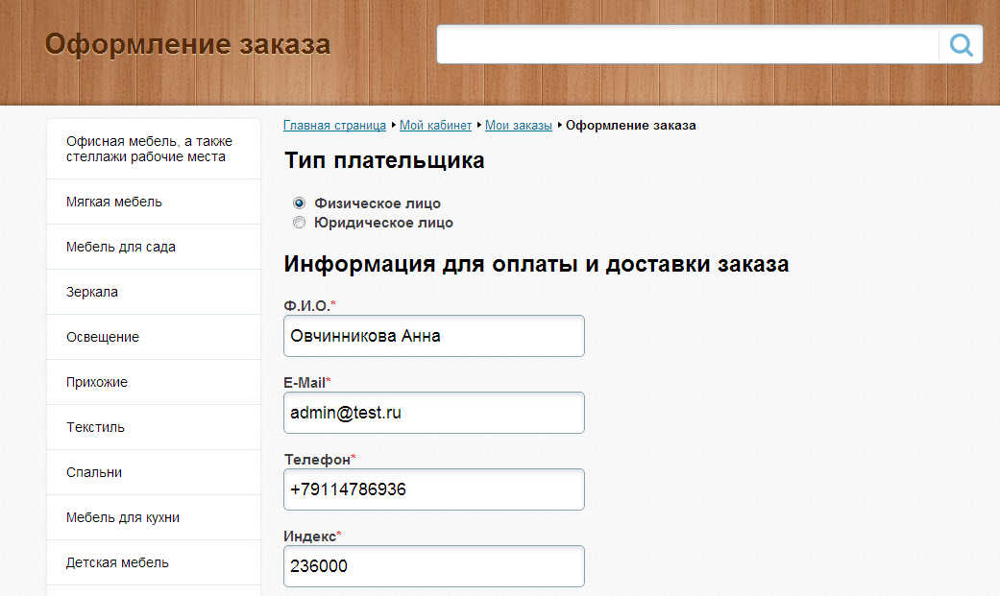 Оформление заказа
Офисная мебель, а также
стеллажи рабочие места
Мягкая мебель
Мебель для сада
Зеркала
Освещение
Прихожие
Текстиль
Спальни
Мебель для кухни
Детская мебель
Главная страница Мой кабинет Мои заказы Оформление заказа
Тип плательщика
Физическое лицо
Юридическое лицо
Информация для оплаты и доставки заказа
Ф.И.О.*
Овчинникова Анна
E-Mail*
admin@test.ru
Телефон*
+79114786936
Индекс*
236000